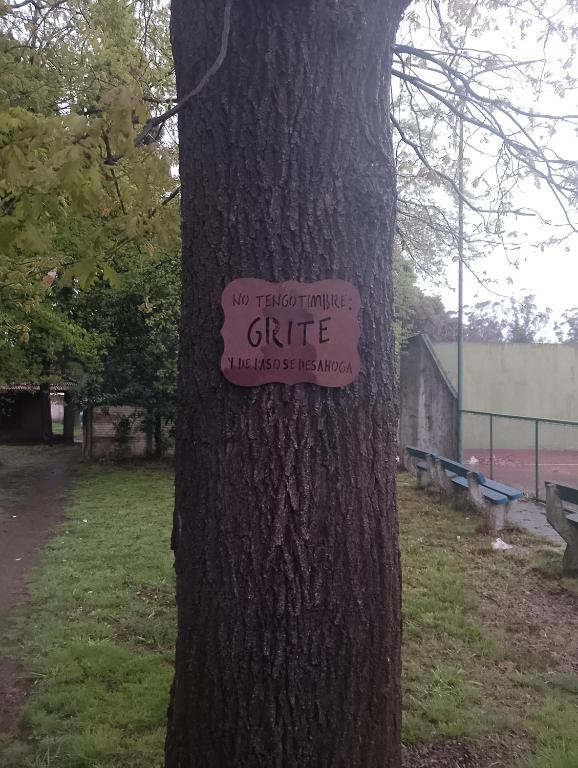 NO TENGO TIMBRE:
GRITE
Y DE PASO SE DESAHOGA